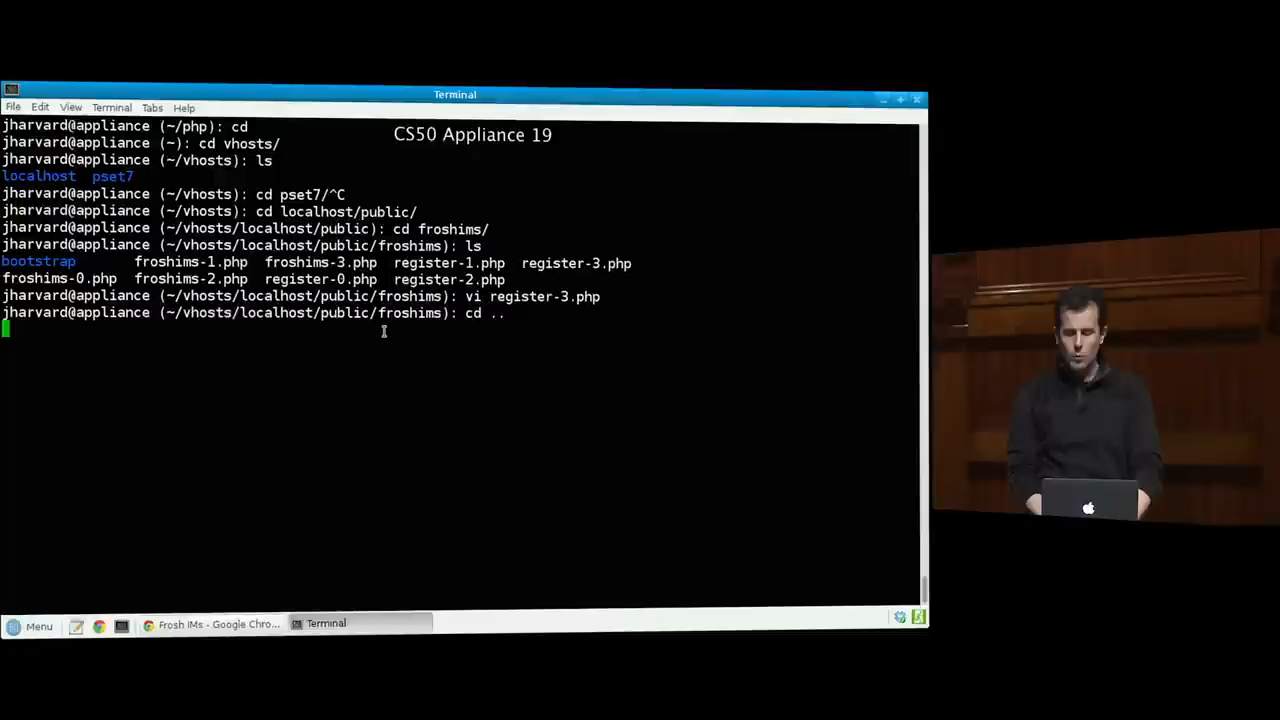 Terminal
File Edit View Terminal Tabs Help
jharvard@appliance (~/php): cd
CS50 Appliance 19
jharvard@appliance (~): cd vhosts/
jharvard@appliance (~/vhosts): ls
localhost pset7
jharvard@appliance (~/vhosts): cd pset7/^C
jharvard@appliance (~/vhosts): cd localhost/public/
jharvard@appliance (~/vhosts/localhost/public): cd froshims/
jharvard@appliance (~/vhosts/localhost/public/froshims): ls
bootstrap froshims-1.php froshims-3.php register-1.php register-3.php
froshims-0.php froshims-2.php register-0.php register-2.php
jharvard@appliance (~/vhosts/localhost/public/froshims): vi register-3.php
jharvard@appliance (~/vhosts/localhost/public/froshims): cd ..
Menu Frosh IMs - Google Chro... Terminal